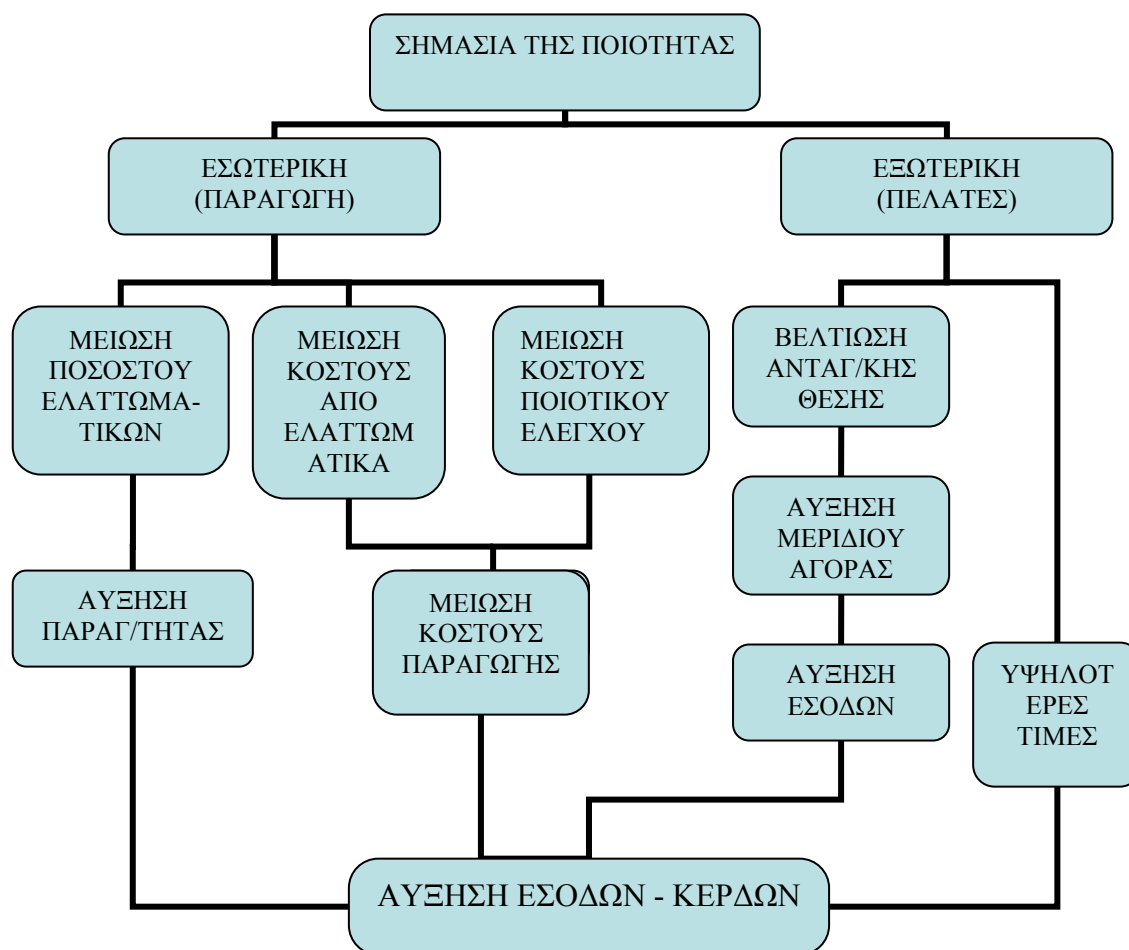 ΣΗΜΑΣΙΑ ΤΗΣ ΠΟΙΟΤΗΤΑΣ
ΕΣΩΤΕΡΙΚΗ
(ΠΑΡΑΓΩΓΗ)
ΕΞΩΤΕΡΙΚΗ
(ΠΕΛΑΤΕΣ)
ΜΕΙΩΣΗ
ΠΟΣΟΣΤΟΥ
ΕΛΑΤΤΩΜΑ-
ΤΙΚΩΝ
ΜΕΙΩΣΗ
ΚΟΣΤΟΥΣ
ΑΠΟ
ΕΛΑΤΤΩΜ
ΑΤΙΚΑ
ΜΕΙΩΣΗ
ΚΟΣΤΟΥΣ
ΠΟΙΟΤΙΚΟΥ
ΕΛΕΓΧΟΥ
ΒΕΛΤΙΩΣΗ
ΑΝΤΑΓ/ΚΗΣ
ΘΕΣΗΣ
ΑΥΞΗΣΗ
ΜΕΡΙΔΙΟΥ
ΑΓΟΡΑΣ
ΑΥΞΗΣΗ
ΠΑΡΑΓ/ΤΗΤΑΣ
ΜΕΙΩΣΗ
ΚΟΣΤΟΥΣ
ΠΑΡΑΓΩΓΗΣ
ΑΥΞΗΣΗ
ΕΣΟΔΩΝ
ΥΨΗΛΟΤ
ΕΡΕΣ
ΤΙΜΕΣ
ΑΥΞΗΣΗ ΕΣΟΔΩΝ - ΚΕΡΔΩΝ